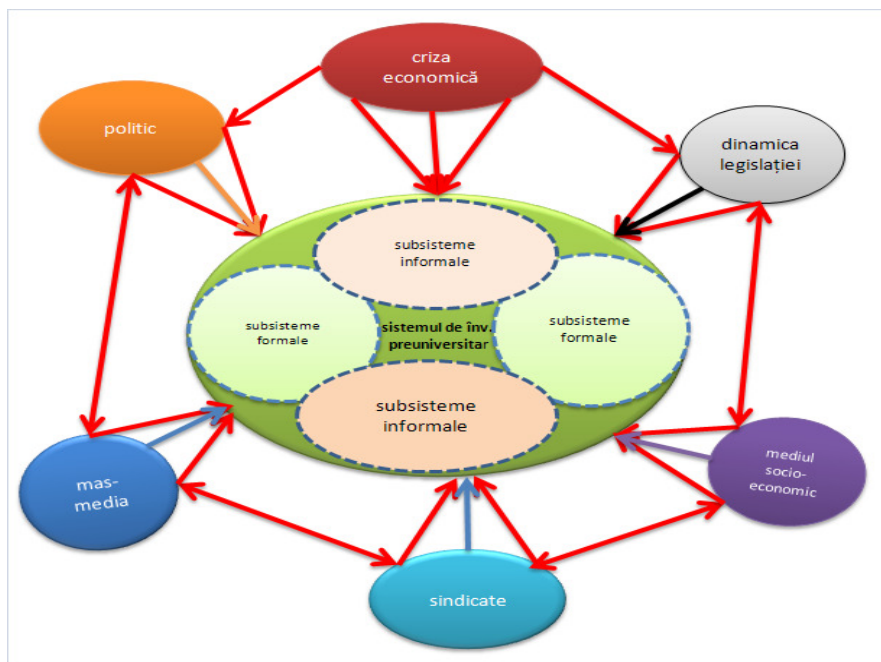 criza
economică
politic
dinamica
legislației
subsisteme
informale
subsisteme
formale
sistemul de înv.
preuniversitar
subsisteme
formale
subsisteme
informale
mas-
media
mediul
socio-
economic
sindicate